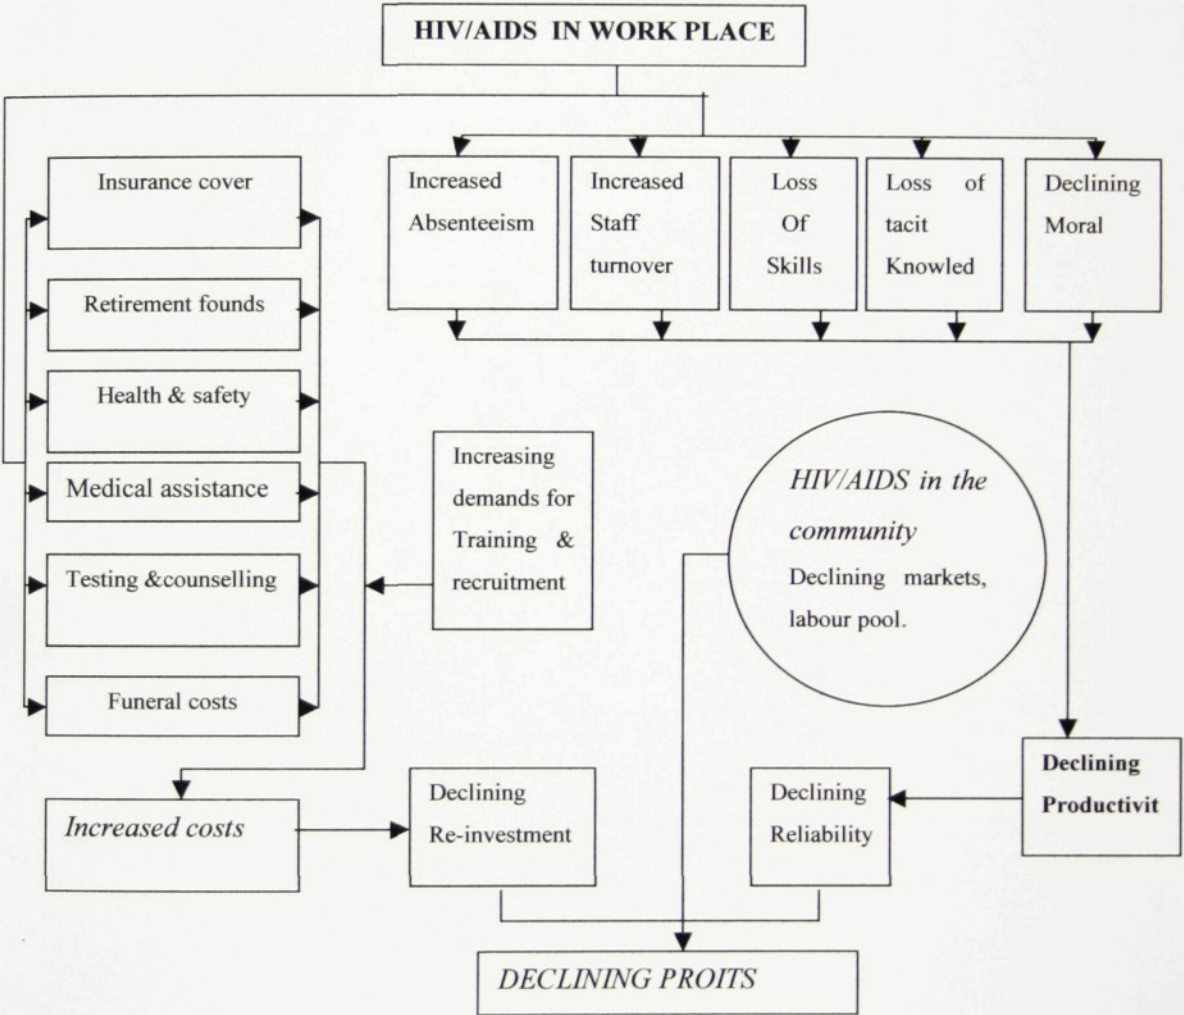 HIV/AIDS IN WORK PLACE
Insurance cover
Retirement founds
Health & safety
Medical assistance
Testing &counselling
Funeral costs
Increased
Absenteeism
Increased
Staff
turnover
Loss
Of
Skills
Loss of
tacit
Knowled
Declining
Moral
Increasing
demands for
Training &
recruitment
HIV/AIDS in the
community
Declining markets,
labour pool.
Increased costs
Declining
Re-investment
Declining
Reliability
Declining
Productivit
DECLINING PROITS